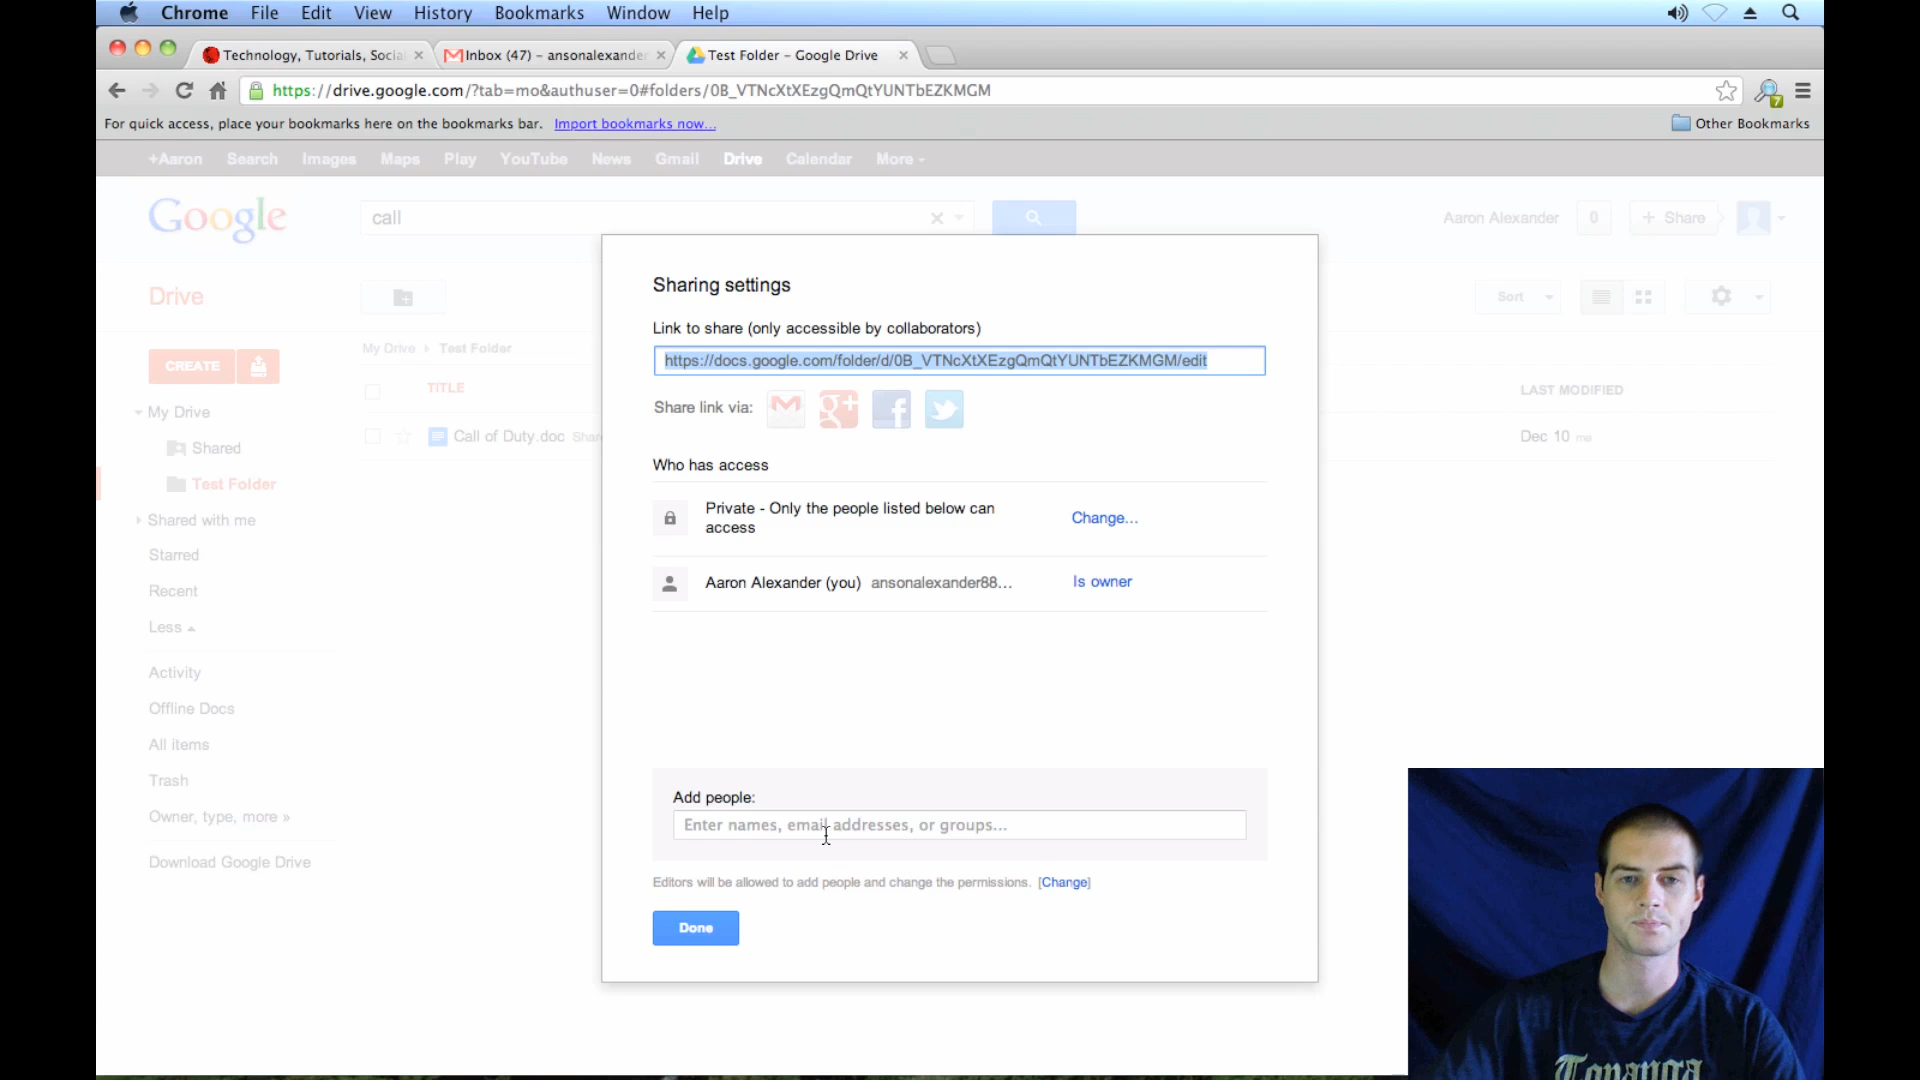 Chrome File Edit View History Bookmarks Window Help
Technology, Tutorials, Socia
Inbox (47) - ansonalexander
Test Folder - Google Drive
https://drive.google.com/?tab=mo&authuser=0#folders/0B_VTNcXtXEzgQmQtYUNTbEZKMGM
7
For quick access, place your bookmarks here on the bookmarks bar. Import bookmarks now...
Other Bookmarks
+Aaron Search Images Maps Play YouTube News Gmail Drive Calendar More
Google
call
Aaron Alexander 0 + Share
Drive
Sort
CREATE
My Drive
Shared
Test Folder
Shared with me
Starred
Recent
Less
Activity
Offline Docs
All items
Trash
Owner, type, more »
Download Google Drive
My Drive Test Folder
TITLE
LAST MODIFIED
Call of Duty.doc Share
Dec 10 me
Sharing settings
Link to share (only accessible by collaborators)
https://docs.google.com/folder/d/0B_VTNcXtXEzgQmQtYUNTbEZKMGM/edit
Share link via:
Who has access
Private - Only the people listed below can
access
Change...
Aaron Alexander (you) ansonalexander88... Is owner
Add people:
Enter names, email addresses, or groups...
Editors will be allowed to add people and change the permissions. [Change]
Done
Topanga